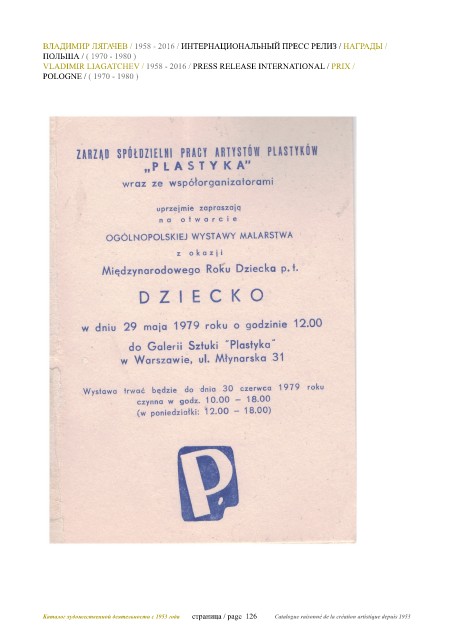 ВЛАДИМИР ЛЯГАЧЕВ / 1958 - 2016 / ИНТЕРНАЦИОНАЛЬНЫЙ ПРЕСС РЕЛИЗ / НАГРАДЫ /
ПОЛЬША / ( 1970 - 1980 )
VLADIMIR LIAGATCHEV / 1958 - 2016 / PRESS RELEASE INTERNATIONAL / PRIX /
POLOGNE / ( 1970 - 1980 )
ZARZĄD SPÓŁDZIELNI PRACY ARTYSTÓW PLASTYKÓW
„PLASTYKA"
wraz ze współorganizatorami
uprzejmie zapraszają
na otwarcie
OGÓLNOPOLSKIEJ WYSTAWY MALARSTWA
z okazji
Międzynarodowego Roku Dziecka p. t.
DZIECKO
w dniu 29 maja 1979 roku o godzinie 12.00
do Galerii Sztuki "Plastyka"
w Warszawie, ul. Młynarska 31
Wystawa trwać będzie do dnia 30 czerwca 1979 roku
czynna w godz. 10.00 – 18.00
(w poniedziałki: 12.00 – 18.00)
P
Каталог художественной деятельности с 1953 года страница / page 126 Catalogue raisonné de la création artistique depuis 1953